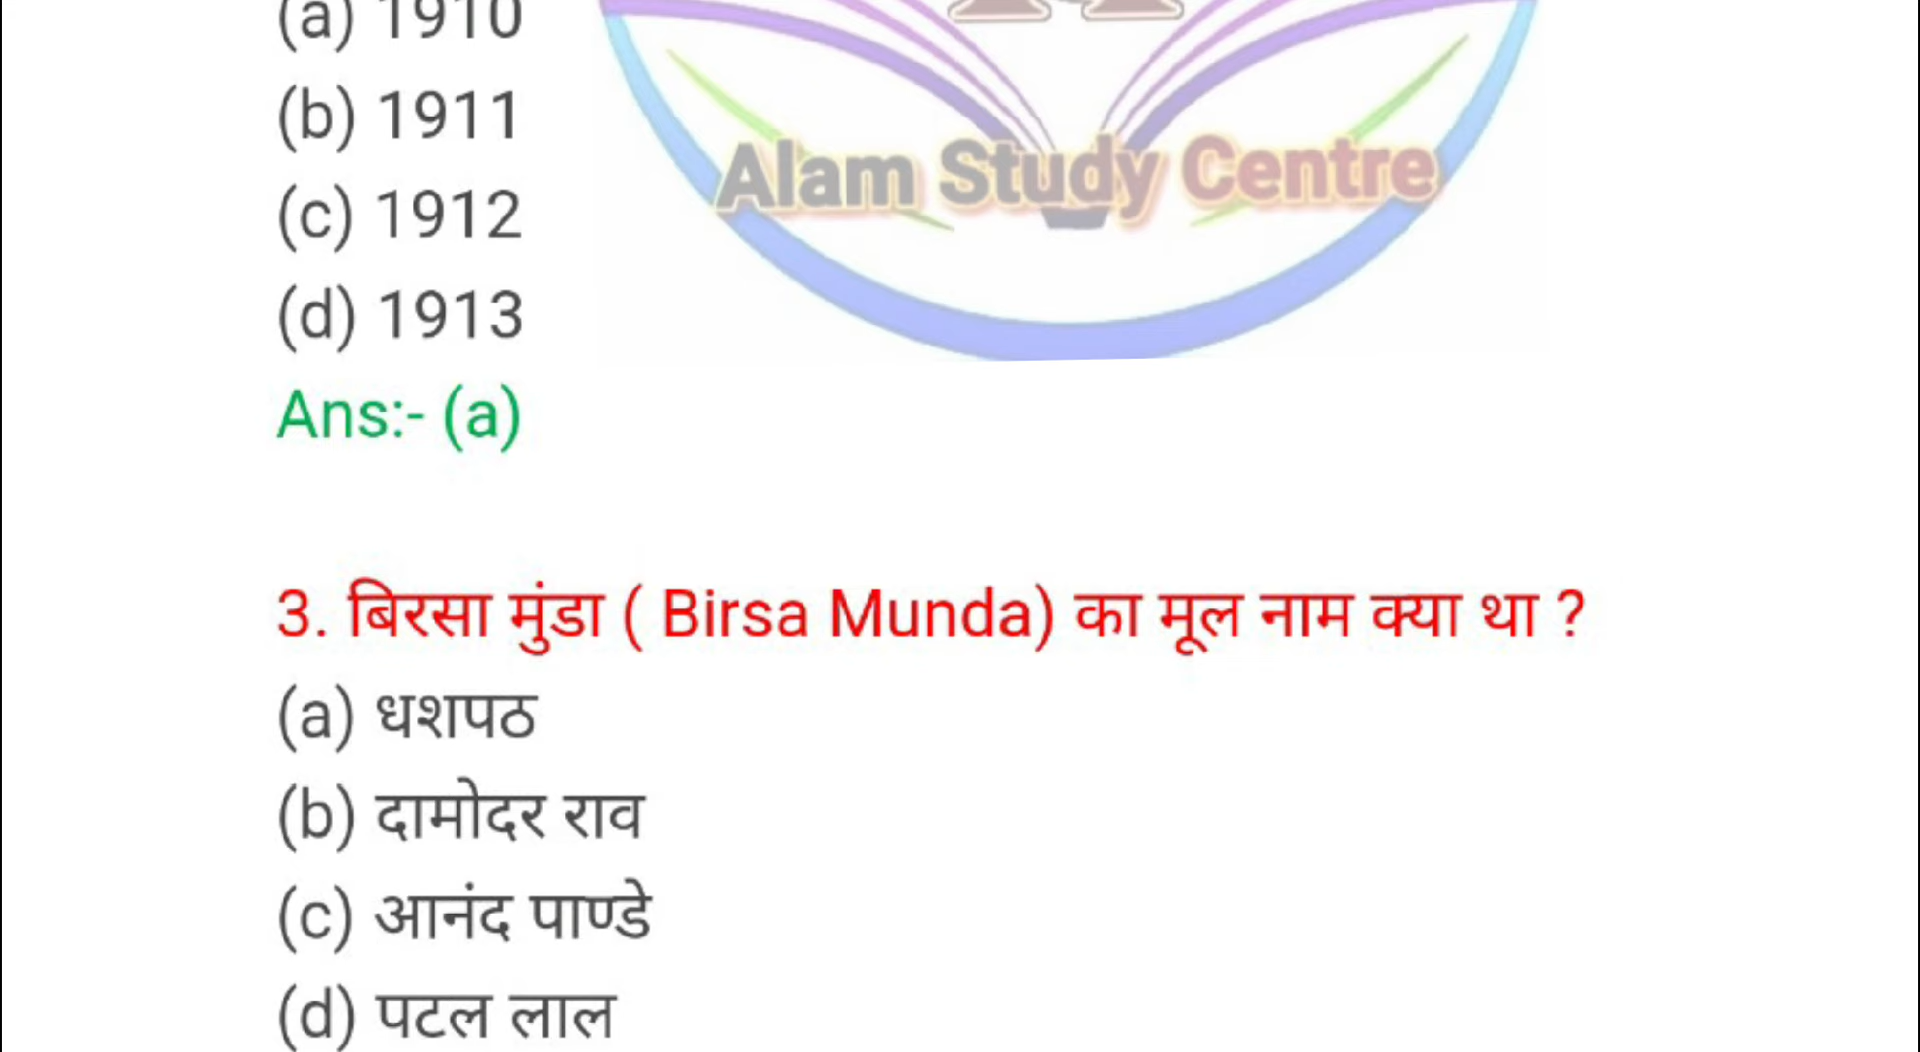 (a) 1910
(b) 1911
Alam Study Centre
(c) 1912
(d) 1913
Ans:- (a)
3. बिरसा मुंडा ( Birsa Munda) का मूल नाम क्या था ?
(a) धशपठ
(b) दामोदर राव
(c) आनंद पाण्डे
(d) पटल लाल